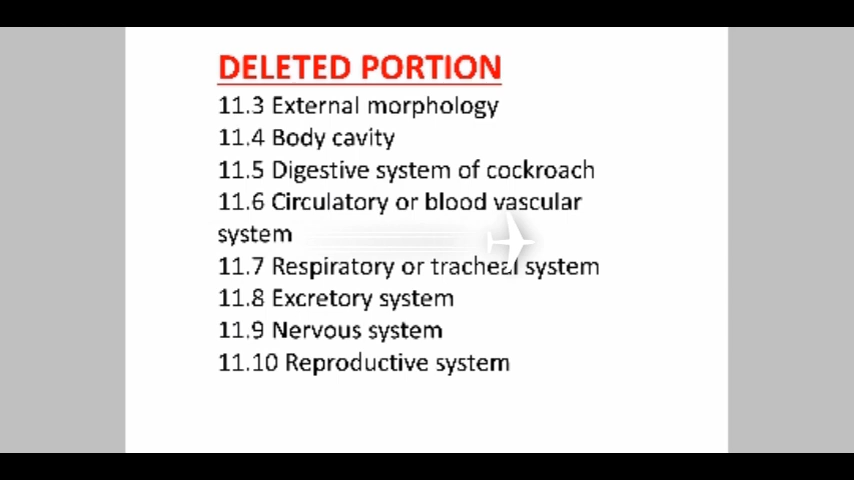 DELETED PORTION
11.3 External morphology
11.4 Body cavity
11.5 Digestive system of cockroach
11.6 Circulatory or blood vascular
system
11.7 Respiratory or tracheal system
11.8 Excretory system
11.9 Nervous system
11.10 Reproductive system